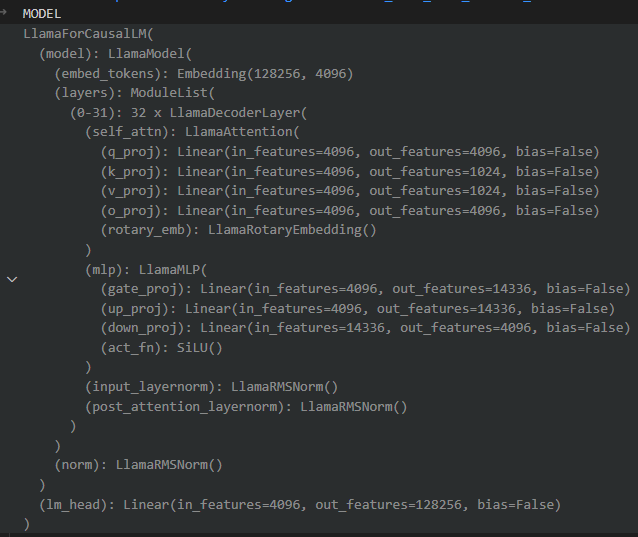 MODEL
LlamaForCausalLM(
(model): LlamaModel(
(embed_tokens): Embedding(128256, 4096)
(layers): ModuleList(
(0-31): 32 x LlamaDecoderLayer(
(self_attn): LlamaAttention(
(q_proj): Linear(in_features=4096, out_features=4096, bias=False)
(k_proj): Linear(in_features=4096, out_features=1024, bias=False)
(v_proj): Linear(in_features=4096, out_features=1024, bias=False)
(o_proj): Linear(in_features=4096, out_features=4096, bias=False)
(rotary_emb): LlamaRotaryEmbedding()
)
(mlp): LlamaMLP(
(gate_proj): Linear(in_features=4096, out_features=14336, bias=False)
(up_proj): Linear(in_features=4096, out_features=14336, bias=False)
(down_proj): Linear(in_features=14336, out_features=4096, bias=False)
(act_fn): SiLU()
)
(input_layernorm): LlamaRMSNorm()
(post_attention_layernorm): LlamaRMSNorm()
)
)
(norm): LlamaRMSNorm()
)
(lm_head): Linear(in_features=4096, out_features=128256, bias=False)
)